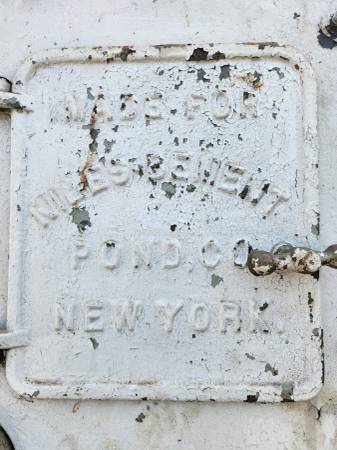 MADE FOR
NILES-BEMENT
POND.CO
NEW YORK.